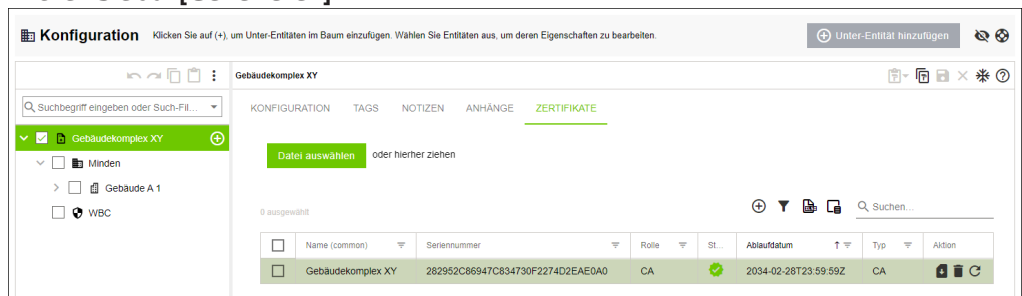 Konfiguration Klicken Sie auf (+), um Unter-Entitäten im Baum einzufügen. Wählen Sie Entitäten aus, um deren Eigenschaften zu bearbeiten. Unter-Entität hinzufügen
Gebäudekomplex XY
Suchbegriff eingeben oder Such-Fil...
KONFIGURATION TAGS NOTIZEN ANHÄNGE ZERTIFIKATE
Gebäudekomplex XY
Minden
Gebäude A 1
WBC
Datei auswählen oder hierher ziehen
0 ausgewählt
Suchen...
Name (common) Seriennummer Rolle St... Ablaufdatum Typ Aktion
Gebäudekomplex XY 282952C86947C834730F2274D2EAE0A0 CA 2034-02-28T23:59:59Z CA